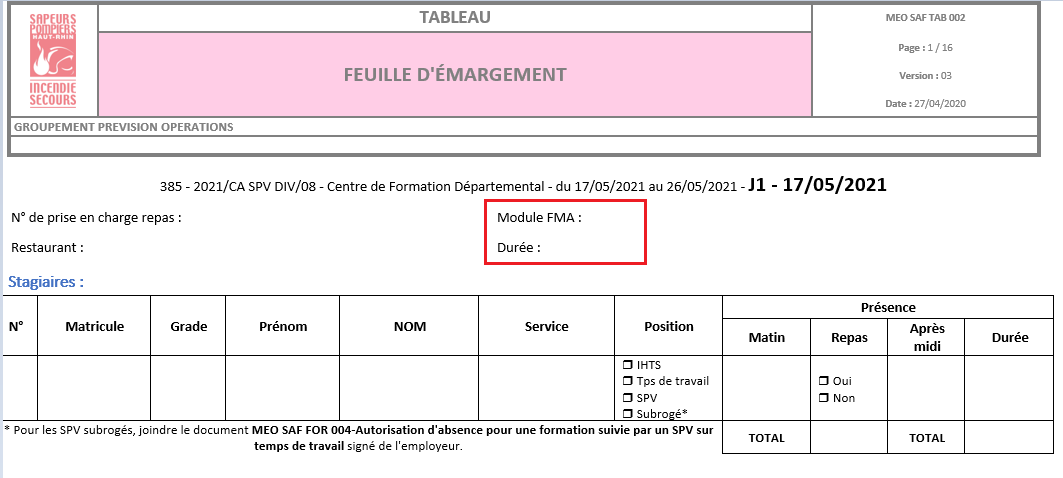 SAPEURS
POMPIERS
HAUT-RHIN
INCENDIE
SECOURS
TABLEAU
FEUILLE D'ÉMARGEMENT
MEO SAF TAB 002
Page : 1 / 16
Version : 03
Date : 27/04/2020
GROUPEMENT PREVISION OPERATIONS
385 - 2021/CA SPV DIV/08 - Centre de Formation Départemental - du 17/05/2021 au 26/05/2021 - J1 - 17/05/2021
N° de prise en charge repas :
Module FMA :
Restaurant :
Durée :
Stagiaires :
N°
Matricule
Grade
Prénom
NOM
Service
Position
Présence
Matin
Repas
Après
midi
Durée
IHTS
Tps de travail
SPV
Subrogé*
Oui
Non
* Pour les SPV subrogés, joindre le document MEO SAF FOR 004-Autorisation d'absence pour une formation suivie par un SPV sur
temps de travail signé de l'employeur.
TOTAL
TOTAL